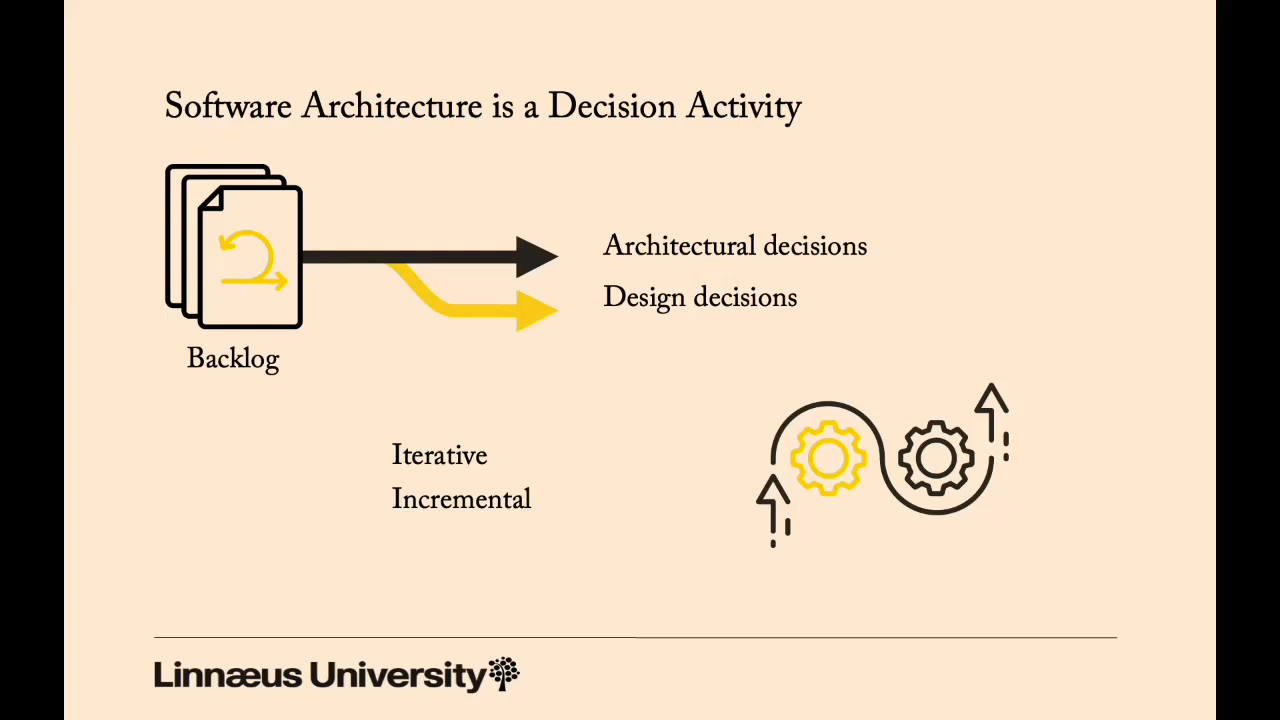 Software Architecture is a Decision Activity
Architectural decisions
Design decisions
Backlog
Iterative
Incremental
Linnæus University